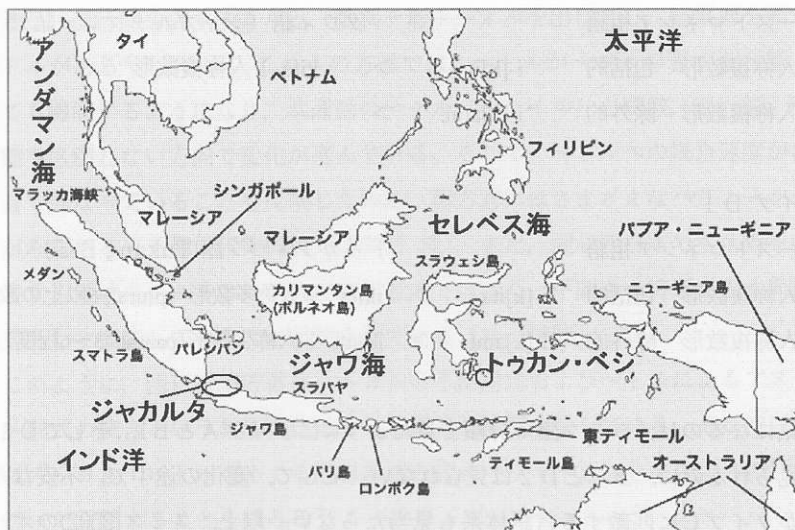 タイ
太平洋
アンダマン海
ベトナム
フィリピン
マラッカ海峡
シンガポール
マレーシア
マレーシア
セレベス海
パプア・ニューギニア
メダン
スラウェシ島
カリマンタン島
(ボルネオ島)
ニューギニア島
スマトラ島
パレンバン
ジャワ海
トゥカン・ベシ
スラバヤ
ジャカルタ
ジャワ島
東ティモール
インド洋
バリ島
ティモール島
オーストラリア
ロンボク島